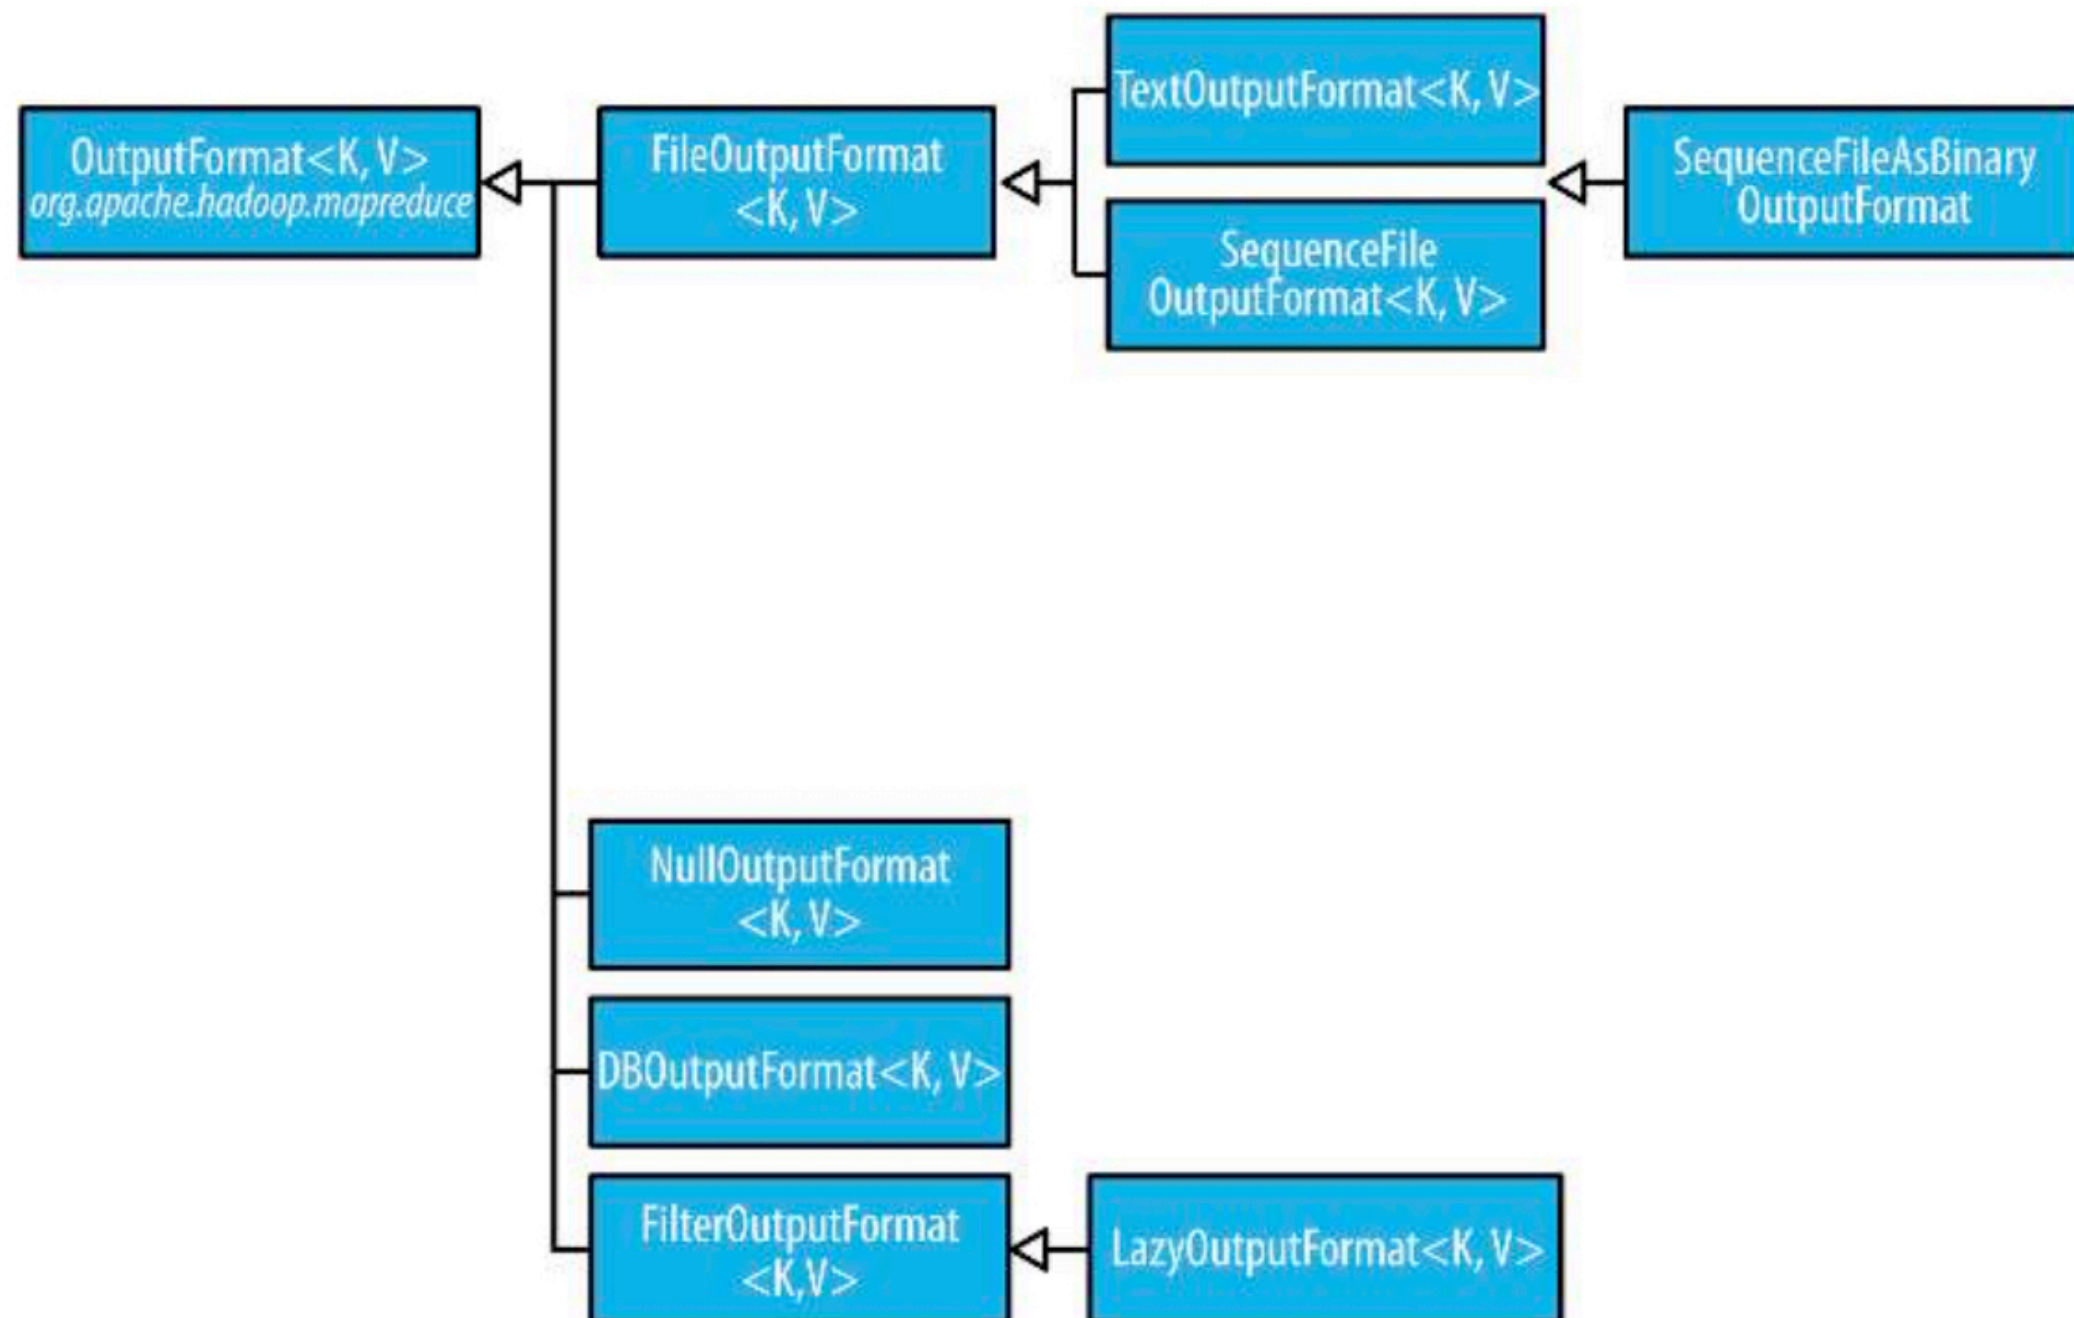 OutputFormat<K, V>
org.apache.hadoop.mapreduce
FileOutputFormat
<K, V>
TextOutputFormat<K, V>
SequenceFile
OutputFormat<K, V>
SequenceFileAsBinary
OutputFormat
NullOutputFormat
<K, V>
DBOutputFormat<K, V>
FilterOutputFormat
<K,V>
LazyOutputFormat<K, V>